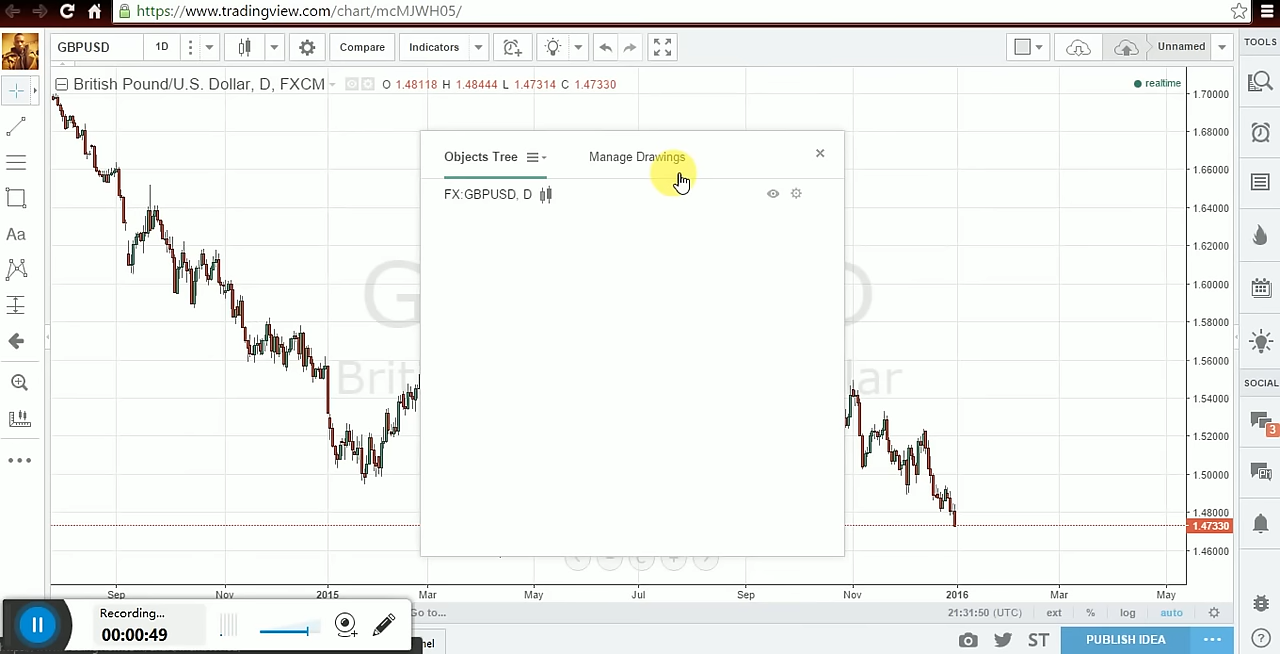 https://www.tradingview.com/chart/mcMJWH05/
GBPUSD 1D Compare Indicators Unnamed TOOLS
British Pound/U.S. Dollar, D, FXCM O 1.48118 H 1.48444 L 1.47314 C 1.47330 realtime
Objects Tree Manage Drawings
FX:GBPUSD, D
Aa
G D
Brit lar
1.70000
1.68000
1.66000
1.64000
1.62000
1.60000
1.58000
1.56000
1.54000
1.52000
1.50000
1.48000
1.47330
1.46000
SOCIAL
3
Sep Nov 2015 Mar May Jul Sep Nov 2016 Mar May
Recording...
00:00:49
Go to... 21:31:50 (UTC) ext % log auto
nel ST PUBLISH IDEA